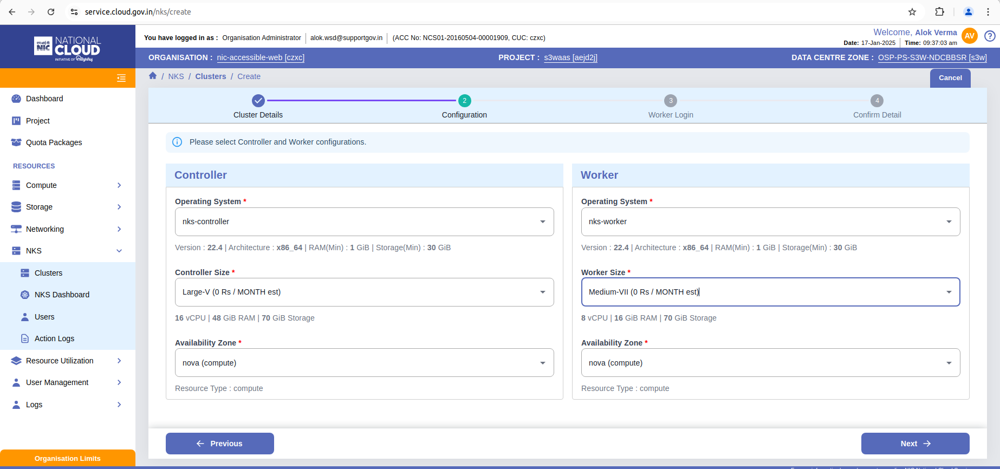 service.cloud.gov.in/nks/create
एन आई सी
NIC
NATIONAL
CLOUD
INITIATIVE OF MeghRaj
You have logged in as : Organisation Administrator alok.wsd@supportgov.in (ACC No: NCS01-20160504-00001909, CUC: czxc)
Welcome, Alok Verma
AV
Date: 17-Jan-2025 Time: 09:37:03 am
ORGANISATION : nic-accessible-web [czxc] PROJECT : s3waas [aejd2j] DATA CENTRE ZONE : OSP-PS-S3W-NDCBBSR [s3w]
Dashboard
Project
Quota Packages
RESOURCES
Compute
Storage
Networking
NKS
Clusters
NKS Dashboard
Users
Action Logs
Resource Utilization
User Management
Logs
Organisation Limits
/ NKS / Clusters / Create
Cancel
2 3 4
Cluster Details Configuration Worker Login Confirm Detail
Please select Controller and Worker configurations.
Controller
Operating System *
nks-controller
Version : 22.4 | Architecture : x86_64 | RAM(Min) : 1 GiB | Storage(Min) : 30 GiB
Controller Size *
Large-V (0 Rs / MONTH est)
16 vCPU | 48 GiB RAM | 70 GiB Storage
Availability Zone *
nova (compute)
Resource Type : compute
Worker
Operating System *
nks-worker
Version : 22.4 | Architecture : x86_64 | RAM(Min) : 1 GiB | Storage(Min) : 30 GiB
Worker Size *
Medium-VII (0 Rs / MONTH est)
8 vCPU | 16 GiB RAM | 70 GiB Storage
Availability Zone *
nova (compute)
Resource Type : compute
Previous
Next